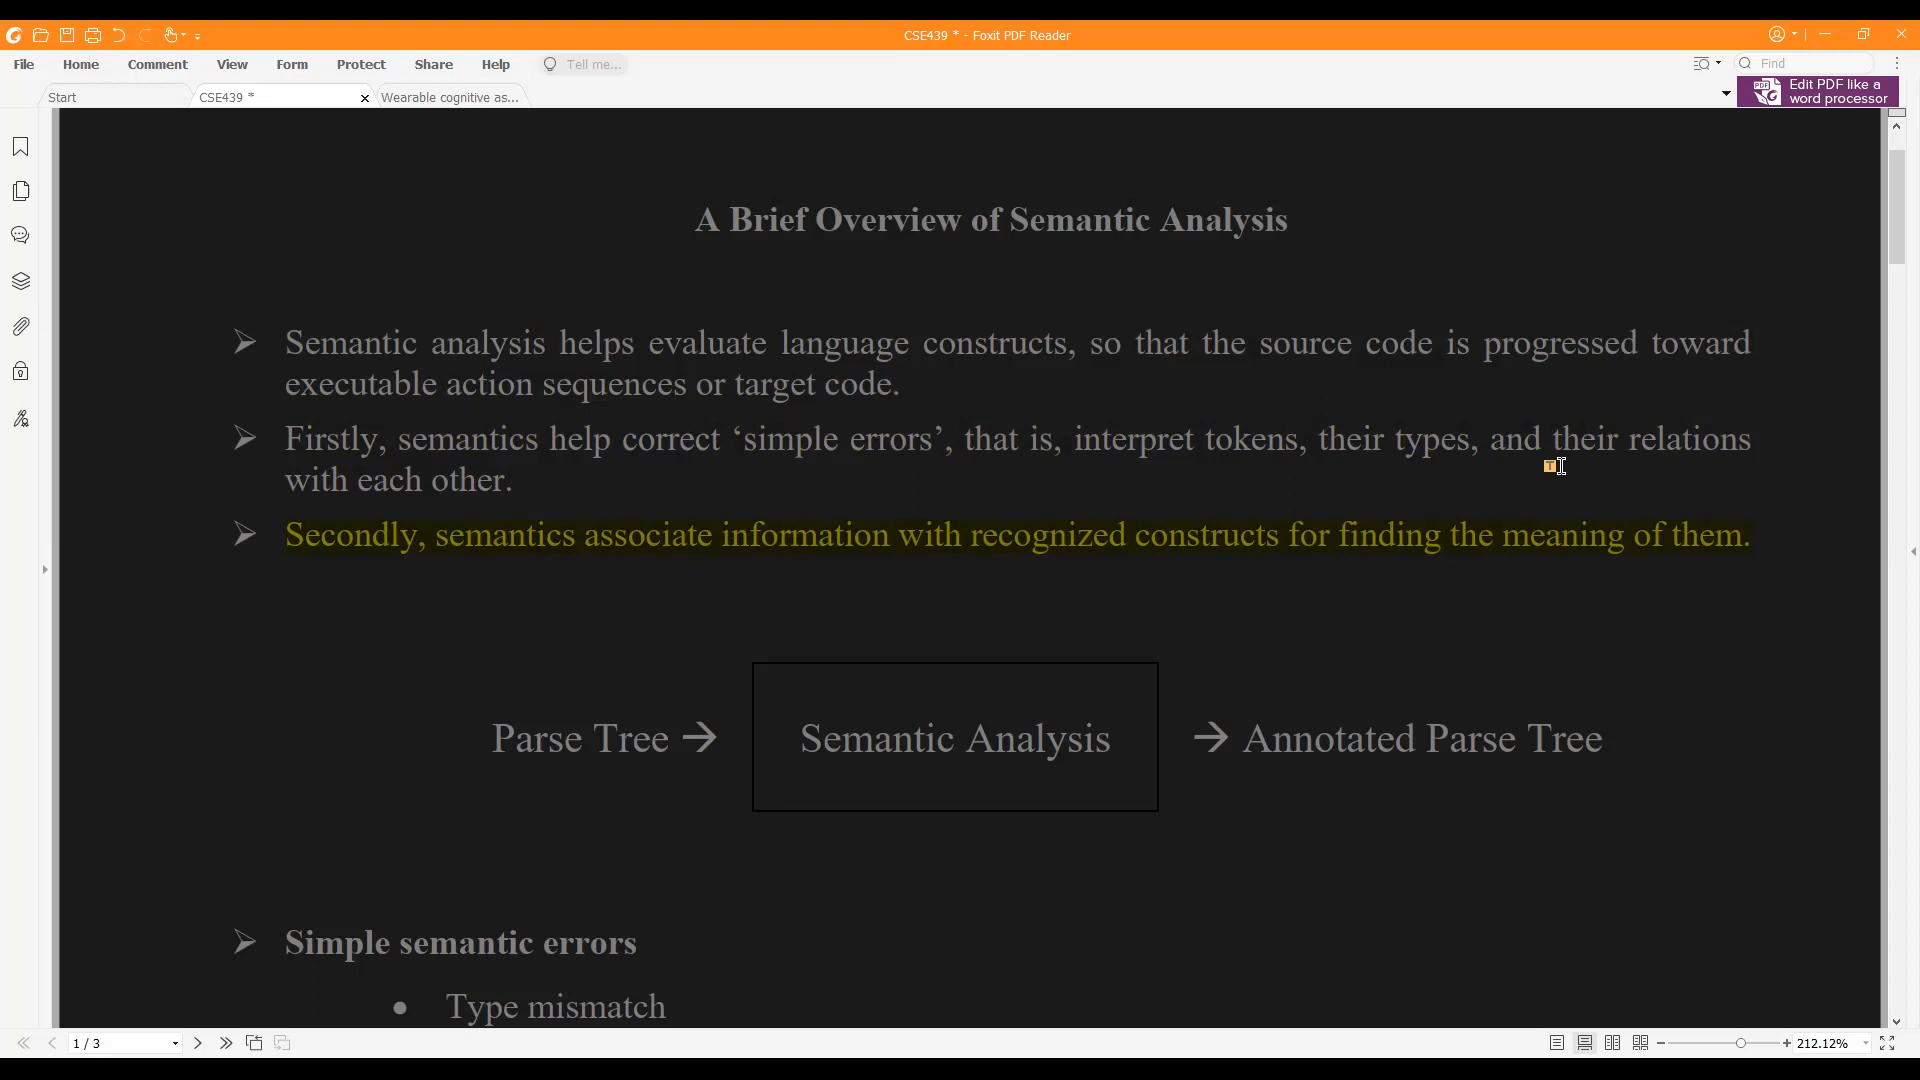 CSE439 * - Foxit PDF Reader
File Home Comment View Form Protect Share Help Tell me... Find
Start CSE439 * Wearable cognitive as... Edit PDF like a
word processor
A Brief Overview of Semantic Analysis
➢ Semantic analysis helps evaluate language constructs, so that the source code is progressed toward
executable action sequences or target code.
➢ Firstly, semantics help correct ‘simple errors’, that is, interpret tokens, their types, and their relations
with each other.
➢ Secondly, semantics associate information with recognized constructs for finding the meaning of them.
Parse Tree → Semantic Analysis → Annotated Parse Tree
➢ Simple semantic errors
● Type mismatch
1 / 3 212.12%